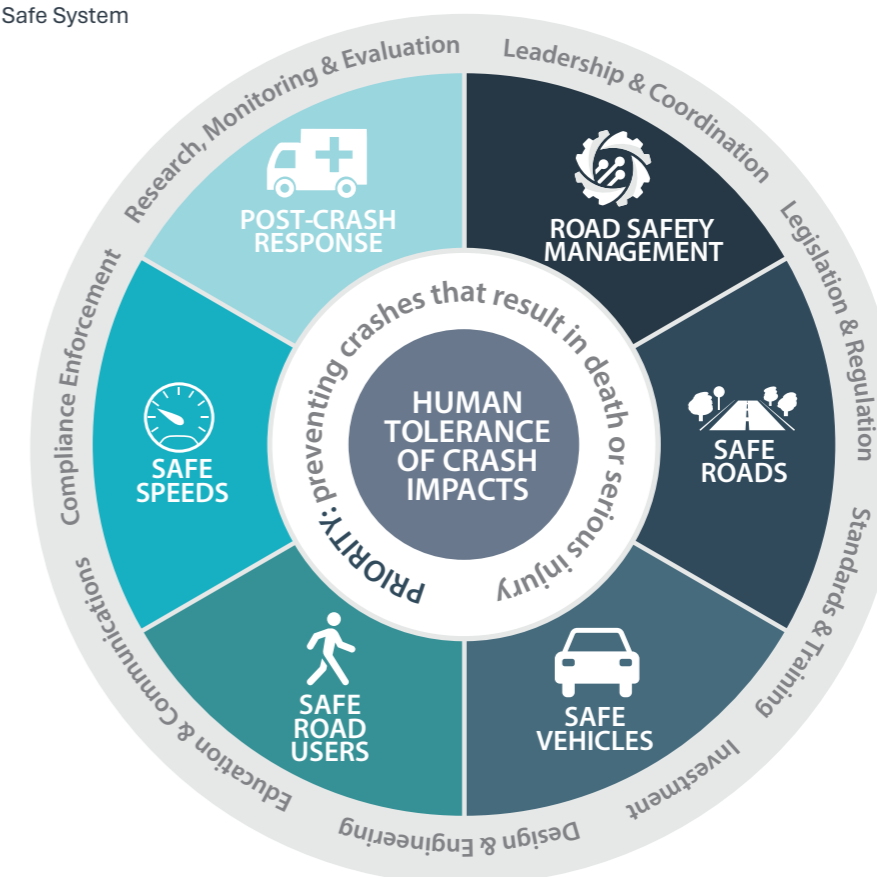 Safe System
Leadership & Coordination
Legislation & Regulation
Standards & Training
Investment
Design & Engineering
Education & Communications
Compliance Enforcement
Research, Monitoring & Evaluation
ROAD SAFETY
MANAGEMENT
SAFE
ROADS
SAFE
VEHICLES
SAFE
ROAD
USERS
SAFE
SPEEDS
POST-CRASH
RESPONSE
PRIORITY: preventing crashes that result in death or serious injury
HUMAN
TOLERANCE
OF CRASH
IMPACTS